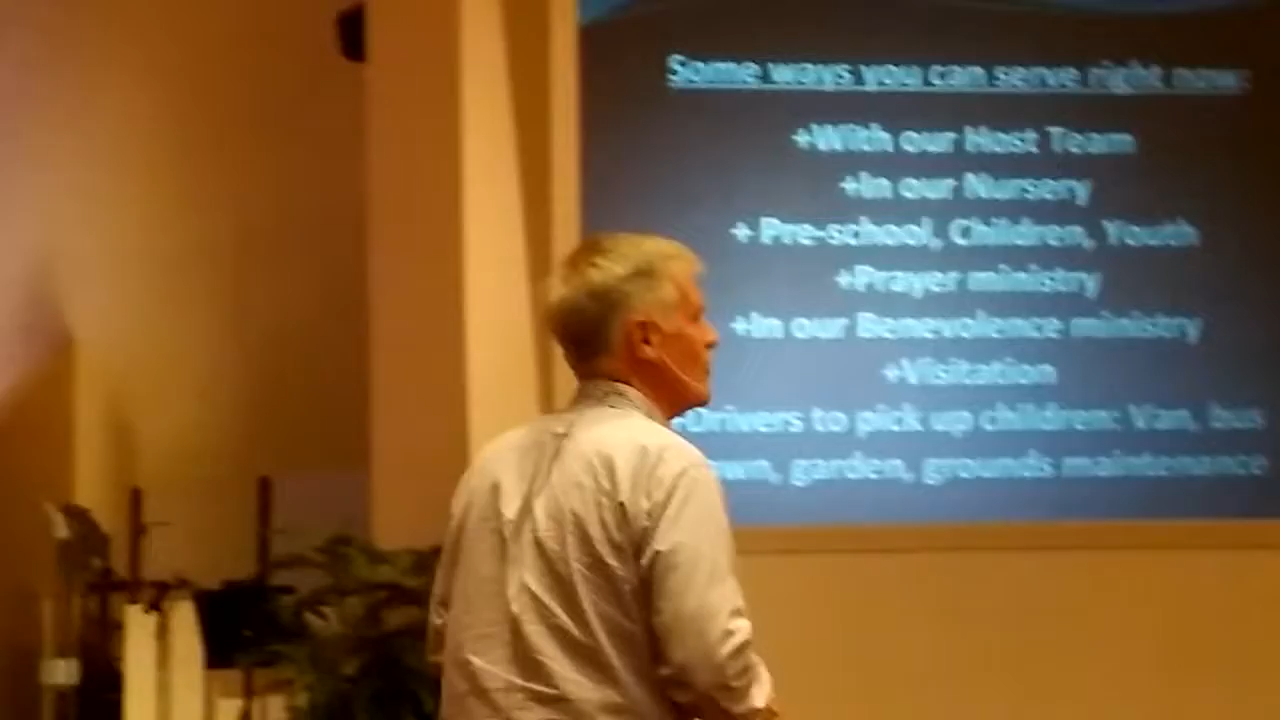 Some ways you can serve right now:
+With our Host Team
+In our Nursery
+ Pre-school, Children, Youth
+Prayer ministry
+In our Benevolence ministry
+Visitation
+Drivers to pick up children: Van, bus
garden, grounds maintenance